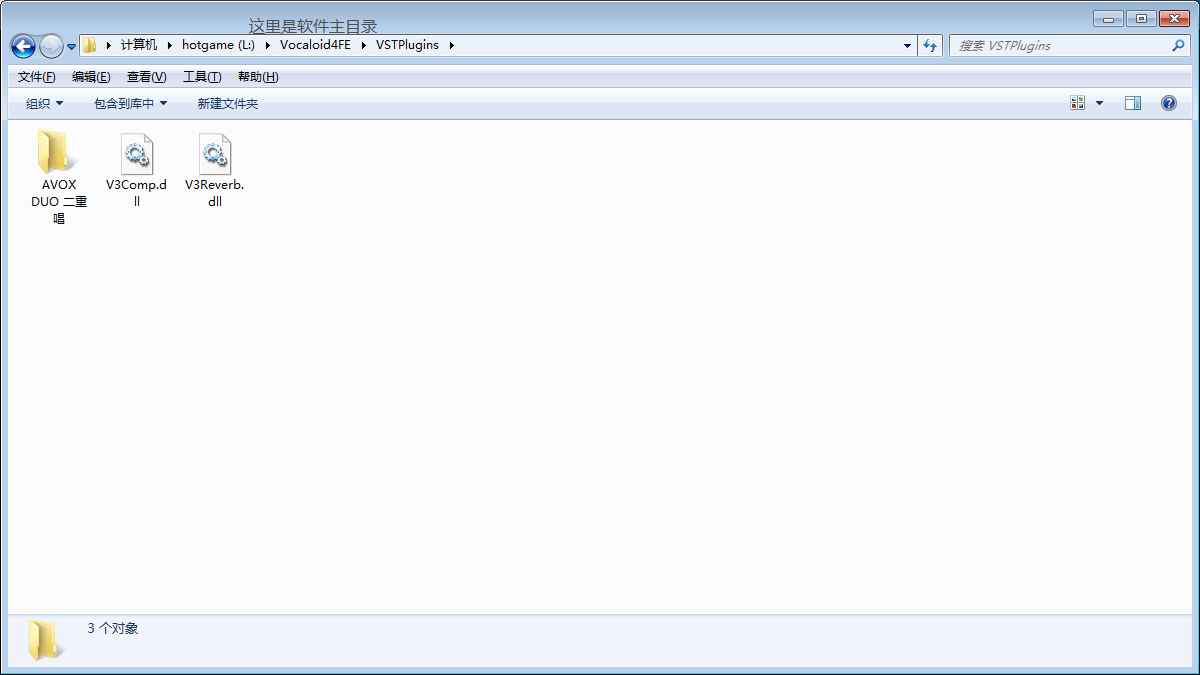 这里是软件主目录
计算机 hotgame (L:) Vocaloid4FE VSTPlugins
搜索 VSTPlugins
文件(F) 编辑(E) 查看(V) 工具(T) 帮助(H)
组织 包含到库中 新建文件夹
AVOX
DUO 二重
唱
V3Comp.d
ll
V3Reverb.
dll
3 个对象